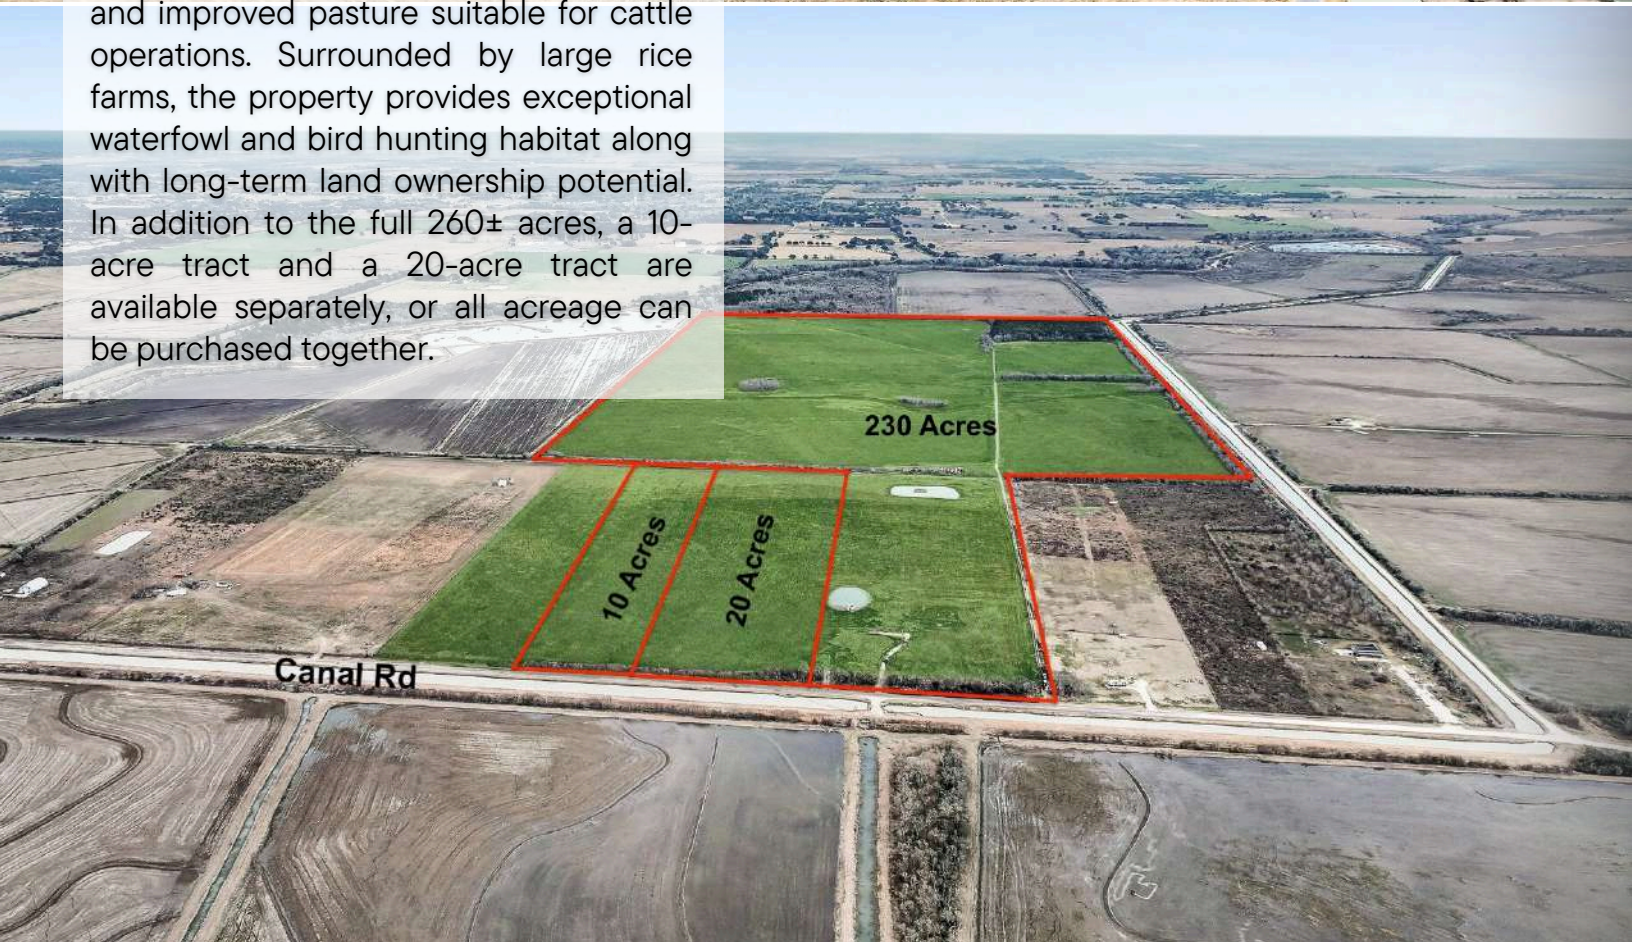 and improved pasture suitable for cattle
operations. Surrounded by large rice
farms, the property provides exceptional
waterfowl and bird hunting habitat along
with long-term land ownership potential.
In addition to the full 260± acres, a 10-
acre tract and a 20-acre tract are
available separately, or all acreage can
be purchased together.
230 Acres
10 Acres
20 Acres
Canal Rd